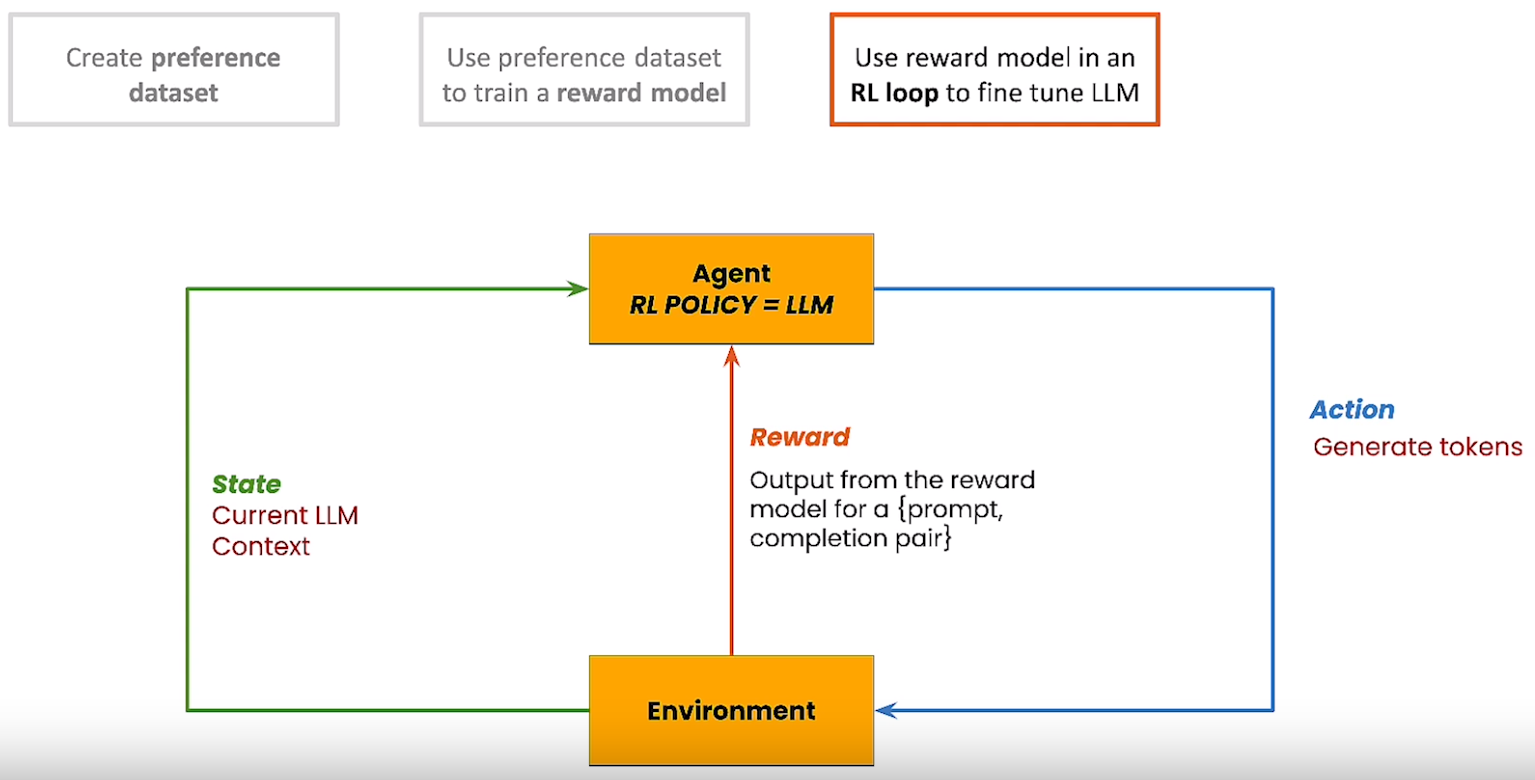 Create preference
dataset
Use preference dataset
to train a reward model
Use reward model in an
RL loop to fine tune LLM
Agent
RL POLICY = LLM
Action
Generate tokens
Reward
Output from the reward
model for a {prompt,
completion pair}
State
Current LLM
Context
Environment